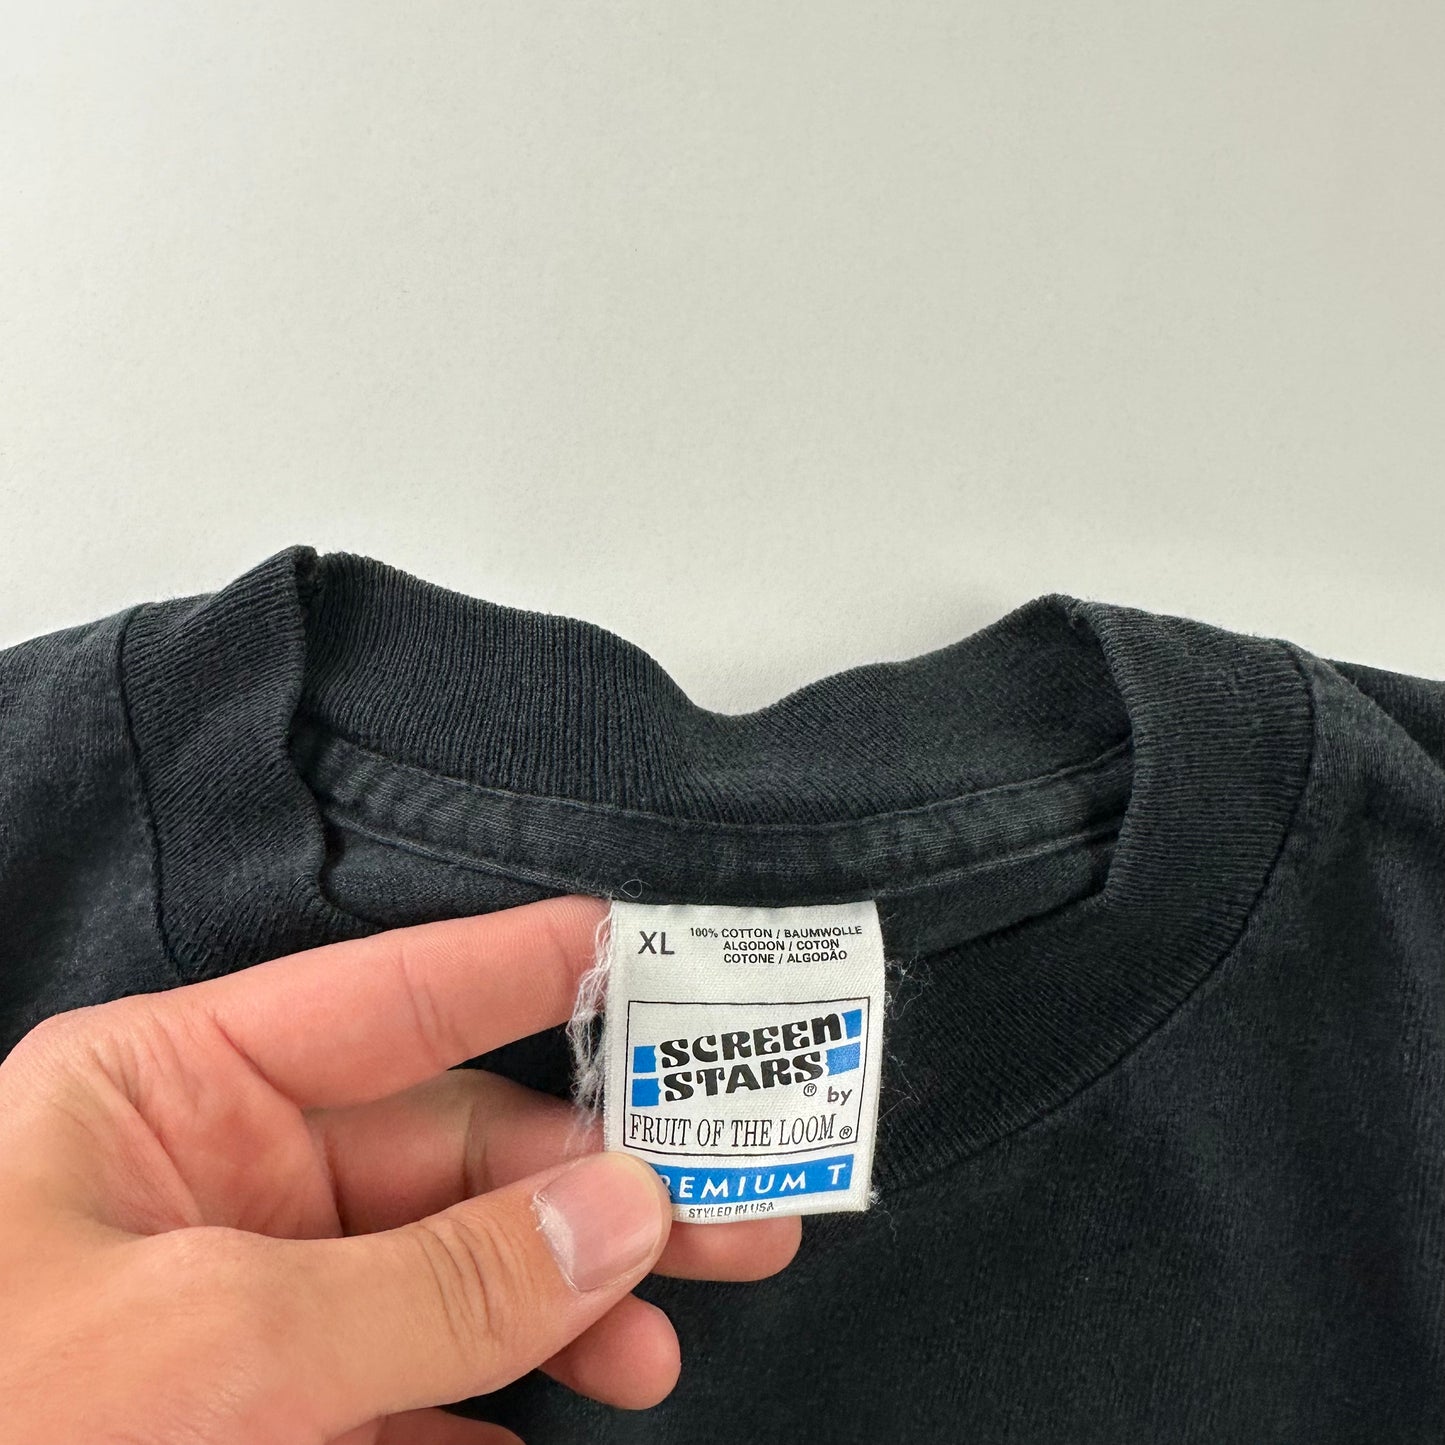 XL
100% COTTON / BAUMWOLLE
ALGODON / COTON
COTONE / ALGODÃO
SCREEN
STARS ® by
FRUIT OF THE LOOM ®
REMIUM T
STYLED IN USA